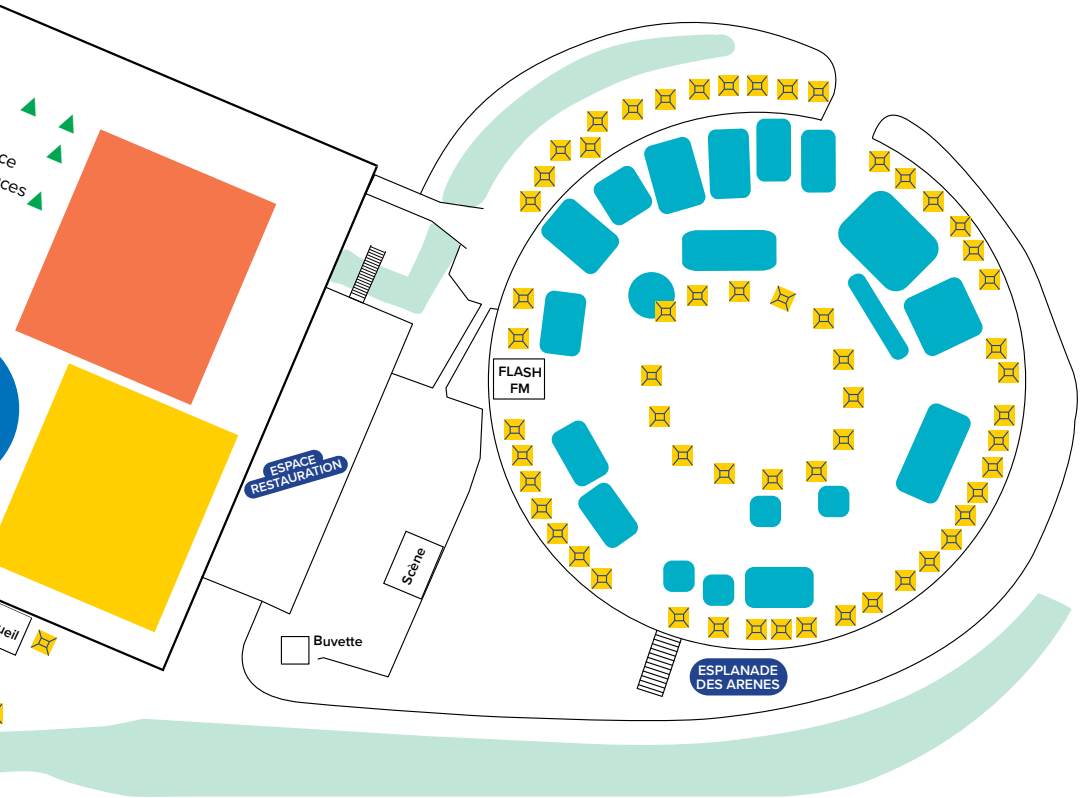 FLASH
FM
ESPACE
RESTAURATION
Scène
Buvette
ESPLANADE
DES ARENES